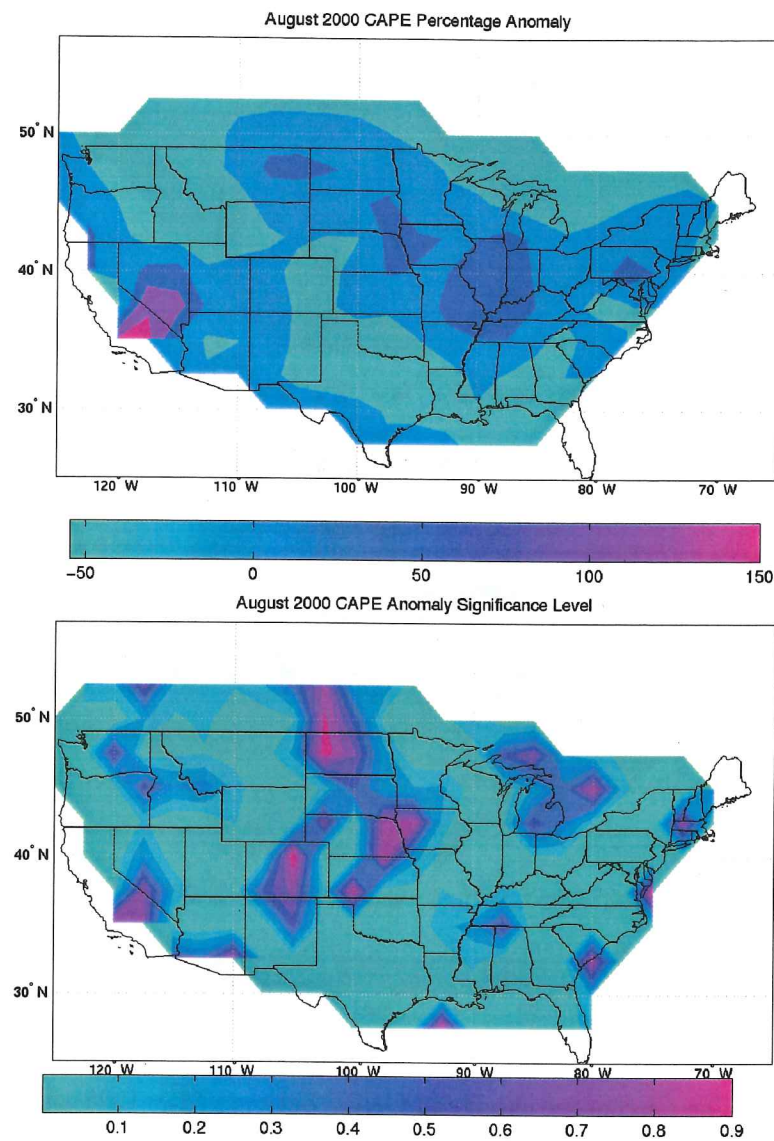 August 2000 CAPE Percentage Anomaly
50° N
40° N
30° N
120° W 110° W 100° W 90° W 80° W 70° W
−50 0 50 100 150
August 2000 CAPE Anomaly Significance Level
50° N
40° N
30° N
120° W 110° W 100° W 90° W 80° W 70° W
0.1 0.2 0.3 0.4 0.5 0.6 0.7 0.8 0.9